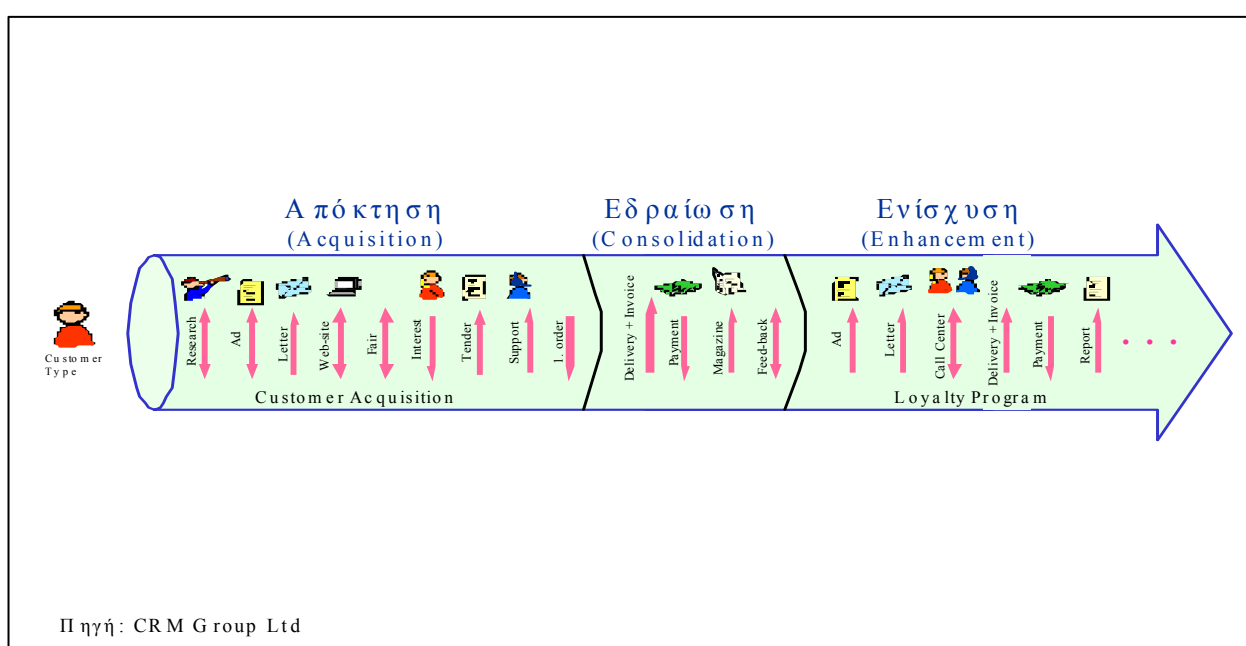 Απόκτηση
(Acquisition)
Εδραίωση
(Consolidation)
Ενίσχυση
(Enhancement)
Customer
Type
Research
Ad
Letter
Web-site
Fair
Interest
Tender
Support
1. order
Delivery + Invoice
Payment
Magazine
Feed-back
Ad
Letter
Call Center
Delivery + Invoice
Payment
Report
Customer Acquisition
Loyalty Program
Πηγή: CRM Group Ltd